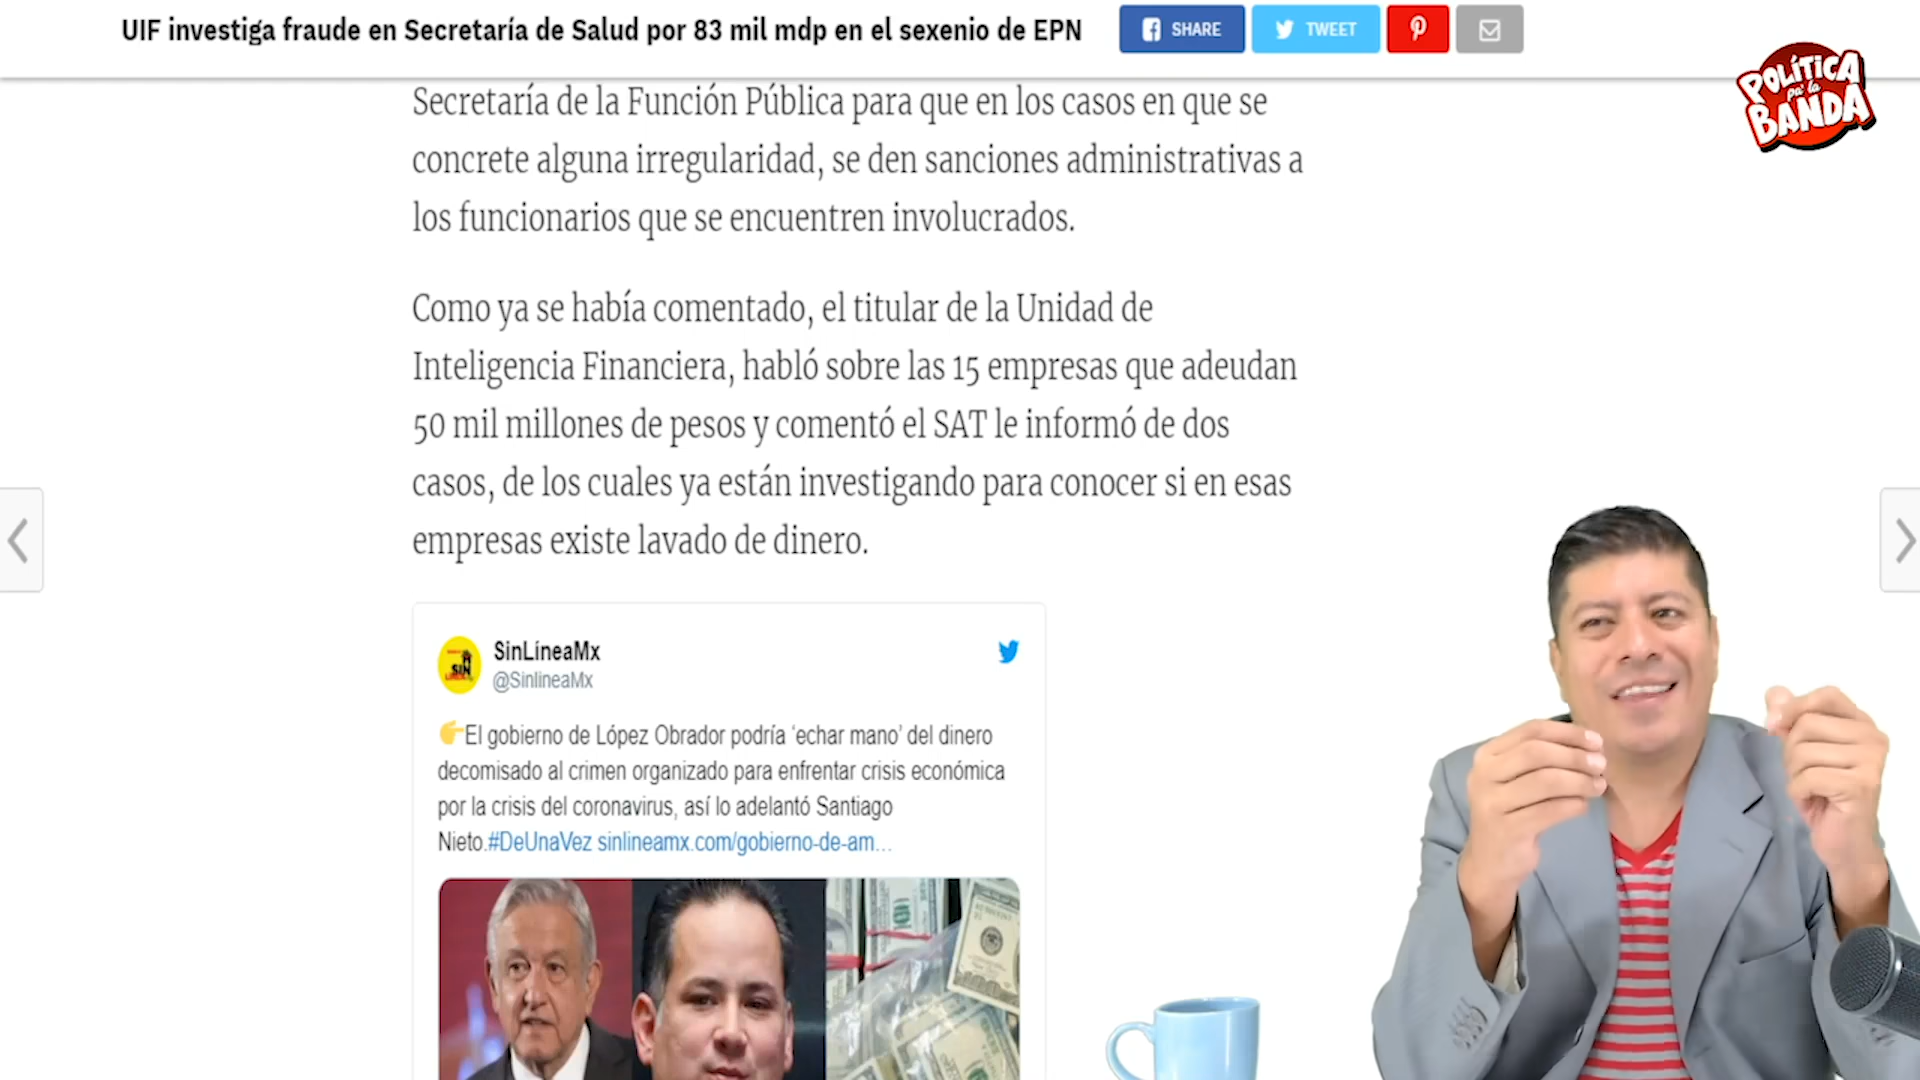 UIF investiga fraude en Secretaría de Salud por 83 mil mdp en el sexenio de EPN
SHARE
TWEET
POLÍTICA
pa' la
BANDA
Secretaría de la Función Pública para que en los casos en que se
concrete alguna irregularidad, se den sanciones administrativas a
los funcionarios que se encuentren involucrados.
Como ya se había comentado, el titular de la Unidad de
Inteligencia Financiera, habló sobre las 15 empresas que adeudan
50 mil millones de pesos y comentó el SAT le informó de dos
casos, de los cuales ya están investigando para conocer si en esas
empresas existe lavado de dinero.
SIN
SinLíneaMx
@SinlineaMx
El gobierno de López Obrador podría ‘echar mano’ del dinero
decomisado al crimen organizado para enfrentar crisis económica
por la crisis del coronavirus, así lo adelantó Santiago
Nieto.#DeUnaVez sinlineamx.com/gobierno-de-am…